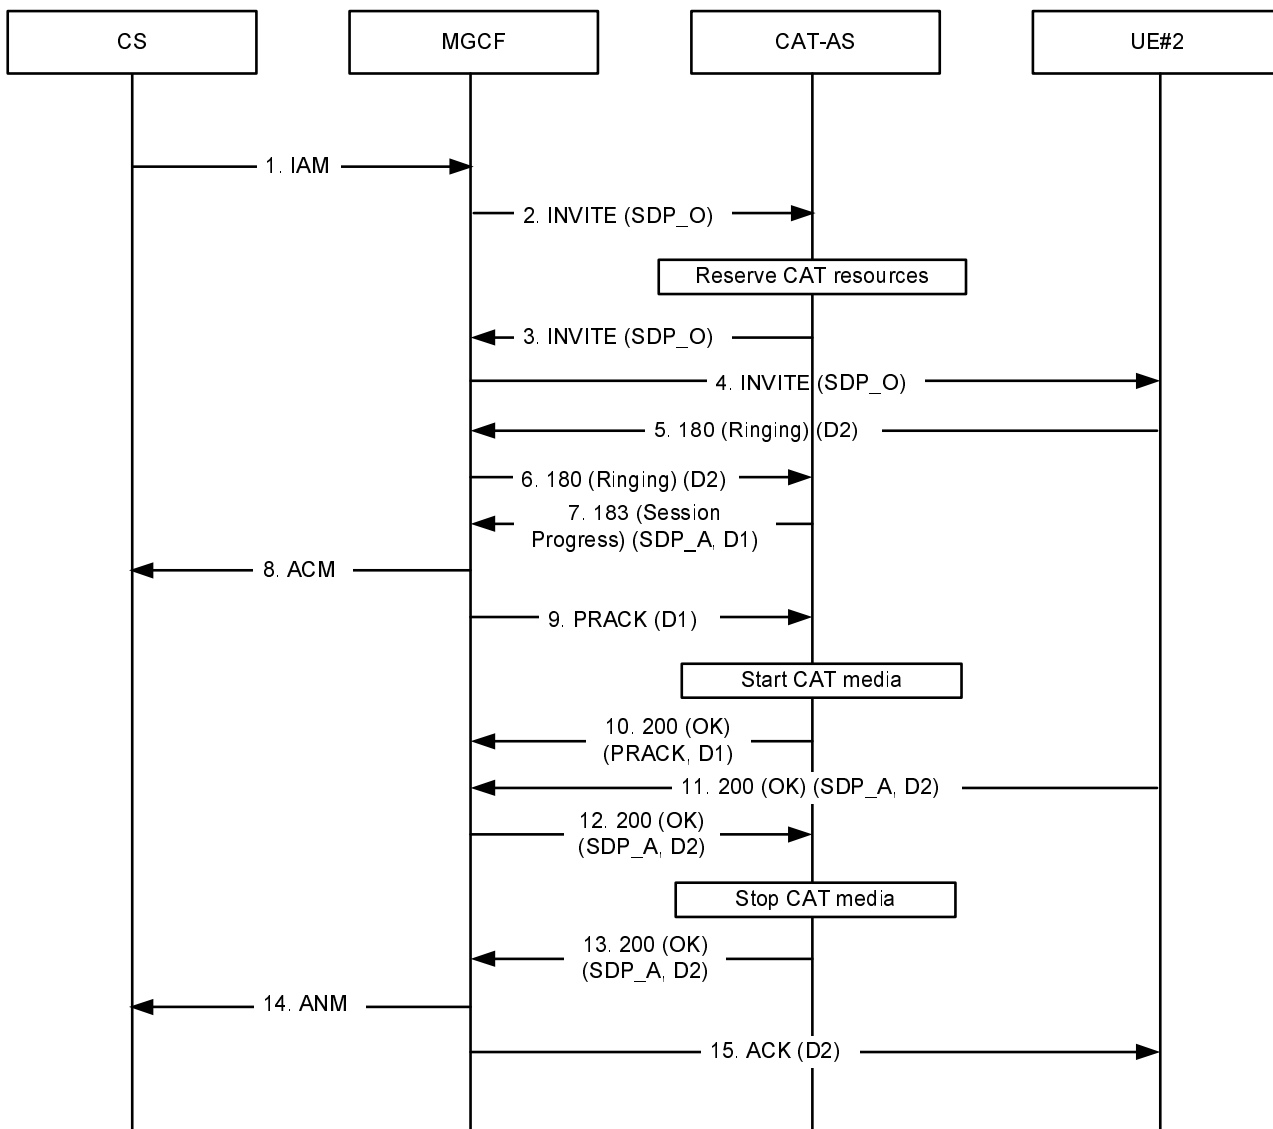 CS
MGCF
CAT-AS
UE#2
1. IAM
2. INVITE (SDP_O)
Reserve CAT resources
3. INVITE (SDP_O)
4. INVITE (SDP_O)
5. 180 (Ringing) (D2)
6. 180 (Ringing) (D2)
7. 183 (Session
Progress) (SDP_A, D1)
8. ACM
9. PRACK (D1)
Start CAT media
10. 200 (OK)
(PRACK, D1)
11. 200 (OK) (SDP_A, D2)
12. 200 (OK)
(SDP_A, D2)
Stop CAT media
13. 200 (OK)
(SDP_A, D2)
14. ANM
15. ACK (D2)